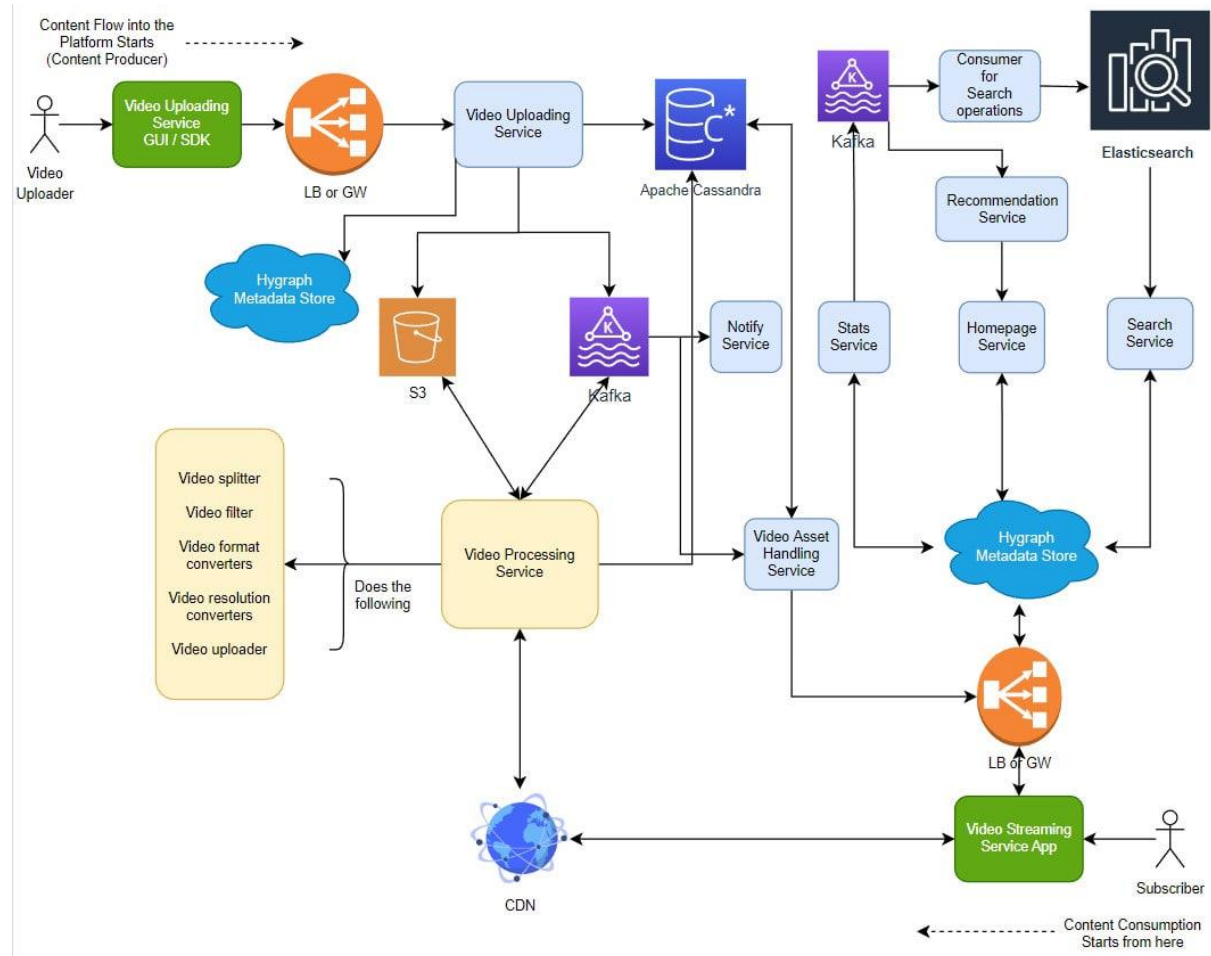 Content Flow into the
Platform Starts
(Content Producer)
Video
Uploader
Video Uploading
Service
GUI / SDK
LB or GW
Video Uploading
Service
C*
Apache Cassandra
K
Kafka
Consumer
for
Search
operations
Elasticsearch
Hygraph
Metadata Store
Recommendation
Service
S3
K
Kafka
Notify
Service
Stats
Service
Homepage
Service
Search
Service
Video splitter
Video filter
Video format
converters
Video resolution
converters
Video uploader
Does the
following
Video Processing
Service
Video Asset
Handling
Service
Hygraph
Metadata Store
LB or GW
CDN
Video Streaming
Service App
Subscriber
Content Consumption
Starts from here